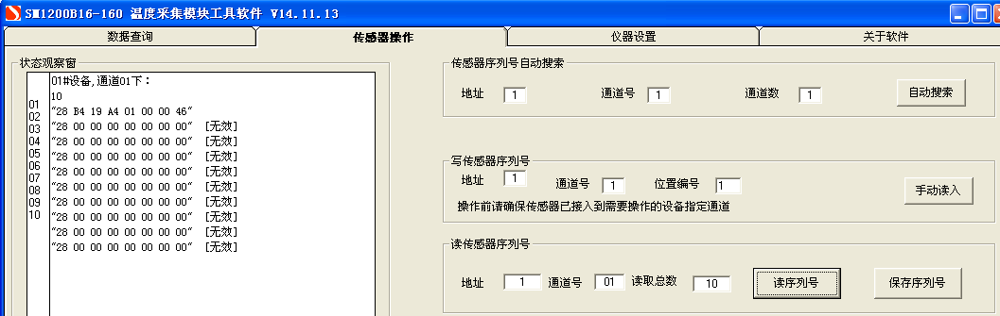 SM1200B16-160 温度采集模块工具软件 V14.11.13
数据查询 传感器操作 仪器设置 关于软件
状态观察窗
01#设备,通道01下：
10
01 "28 B4 19 A4 01 00 00 46"
02 "28 00 00 00 00 00 00 00" [无效]
03 "28 00 00 00 00 00 00 00" [无效]
04 "28 00 00 00 00 00 00 00" [无效]
05 "28 00 00 00 00 00 00 00" [无效]
06 "28 00 00 00 00 00 00 00" [无效]
07 "28 00 00 00 00 00 00 00" [无效]
08 "28 00 00 00 00 00 00 00" [无效]
09 "28 00 00 00 00 00 00 00" [无效]
10 "28 00 00 00 00 00 00 00" [无效]
传感器序列号自动搜索
地址 1 通道号 1 通道数 1 自动搜索
写传感器序列号
地址 1 通道号 1 位置编号 1 手动读入
操作前请确保传感器已接入到需要操作的设备指定通道
读传感器序列号
地址 1 通道号 01 读取总数 10 读序列号 保存序列号